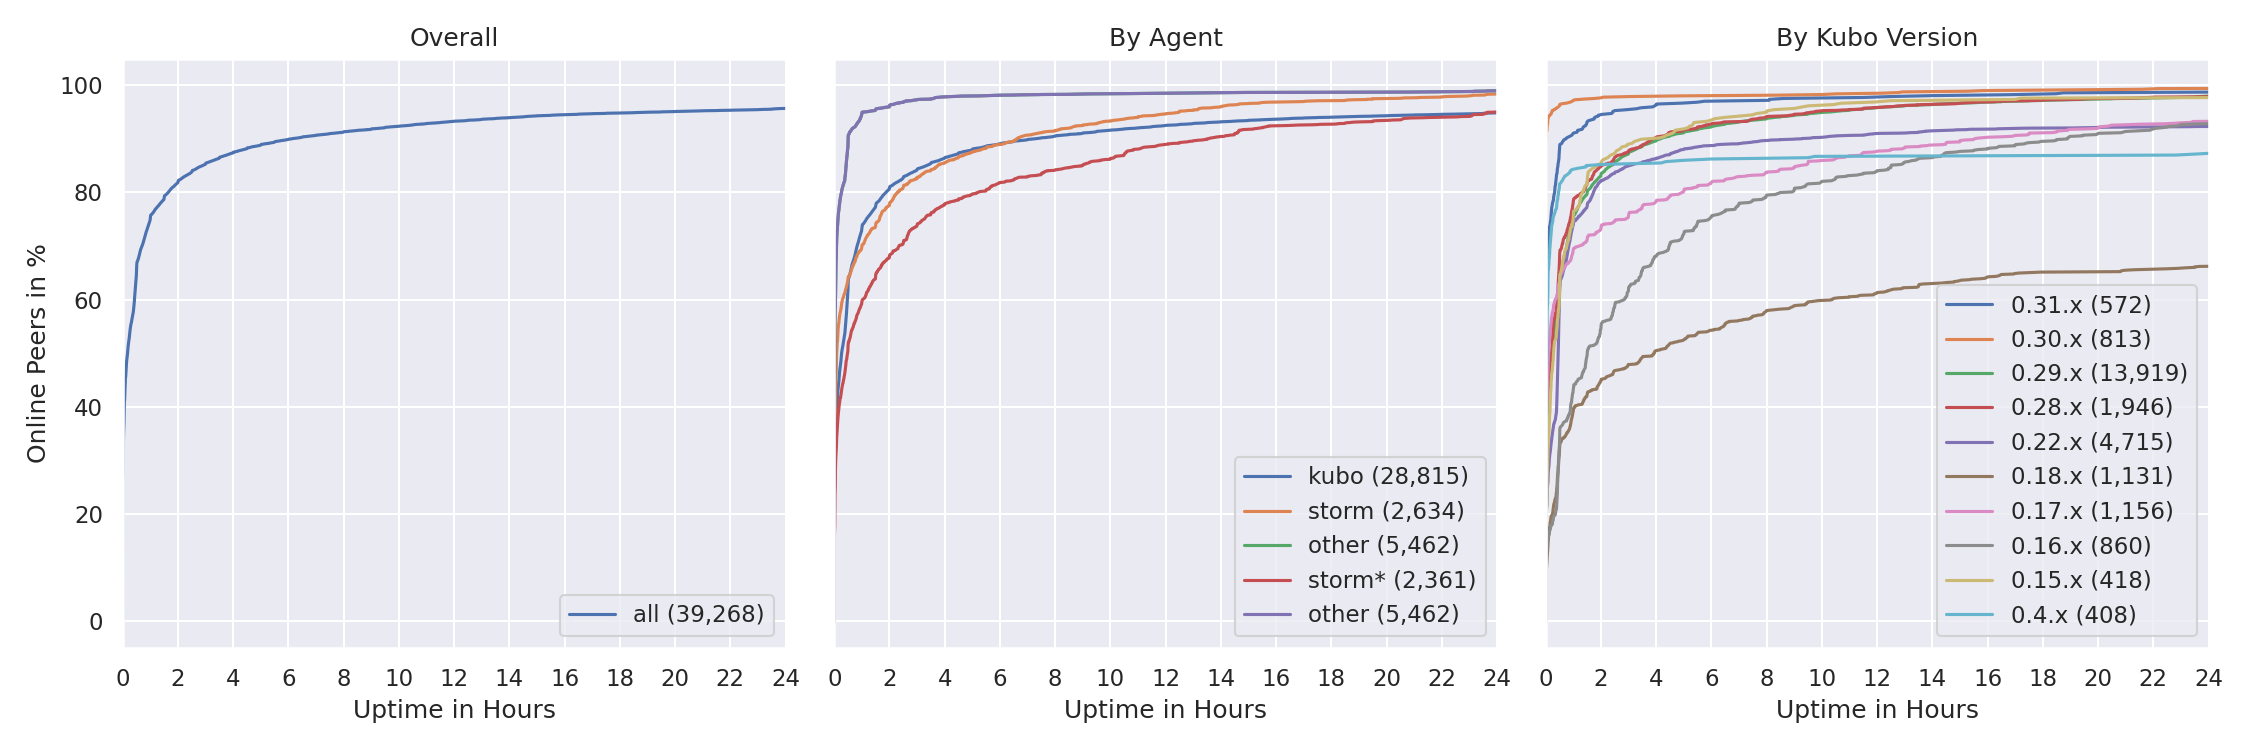 Overall
By Agent
By Kubo Version
Online Peers in %
100
80
60
40
20
0
all (39,268)
kubo (28,815)
storm (2,634)
other (5,462)
storm* (2,361)
other (5,462)
0.31.x (572)
0.30.x (813)
0.29.x (13,919)
0.28.x (1,946)
0.22.x (4,715)
0.18.x (1,131)
0.17.x (1,156)
0.16.x (860)
0.15.x (418)
0.4.x (408)
0 2 4 6 8 10 12 14 16 18 20 22 24
0 2 4 6 8 10 12 14 16 18 20 22 24
0 2 4 6 8 10 12 14 16 18 20 22 24
Uptime in Hours
Uptime in Hours
Uptime in Hours